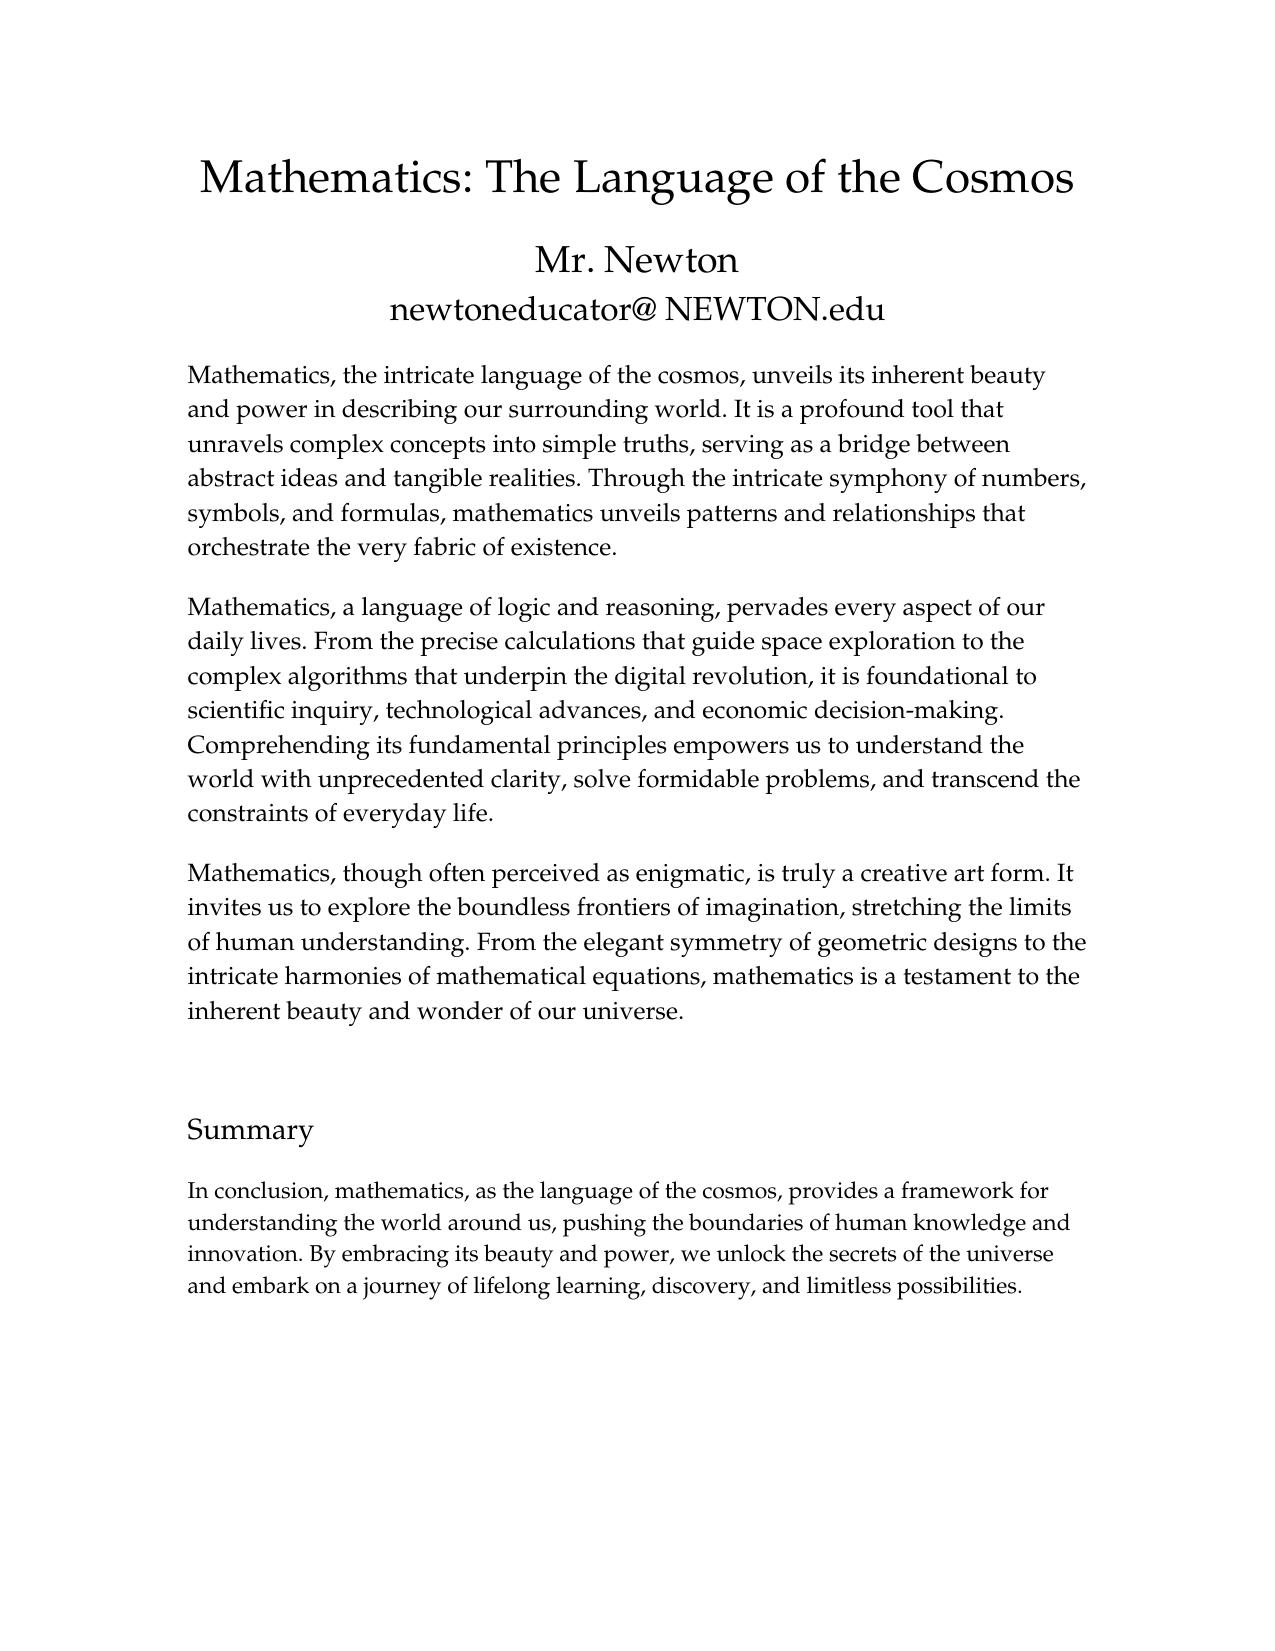 Mathematics: The Language of the Cosmos
Mr. Newton
newtoneducator@ NEWTON.edu
Mathematics, the intricate language of the cosmos, unveils its inherent beauty
and power in describing our surrounding world. It is a profound tool that
unravels complex concepts into simple truths, serving as a bridge between
abstract ideas and tangible realities. Through the intricate symphony of numbers,
symbols, and formulas, mathematics unveils patterns and relationships that
orchestrate the very fabric of existence.
Mathematics, a language of logic and reasoning, pervades every aspect of our
daily lives. From the precise calculations that guide space exploration to the
complex algorithms that underpin the digital revolution, it is foundational to
scientific inquiry, technological advances, and economic decision-making.
Comprehending its fundamental principles empowers us to understand the
world with unprecedented clarity, solve formidable problems, and transcend the
constraints of everyday life.
Mathematics, though often perceived as enigmatic, is truly a creative art form. It
invites us to explore the boundless frontiers of imagination, stretching the limits
of human understanding. From the elegant symmetry of geometric designs to the
intricate harmonies of mathematical equations, mathematics is a testament to the
inherent beauty and wonder of our universe.
Summary
In conclusion, mathematics, as the language of the cosmos, provides a framework for
understanding the world around us, pushing the boundaries of human knowledge and
innovation. By embracing its beauty and power, we unlock the secrets of the universe
and embark on a journey of lifelong learning, discovery, and limitless possibilities.